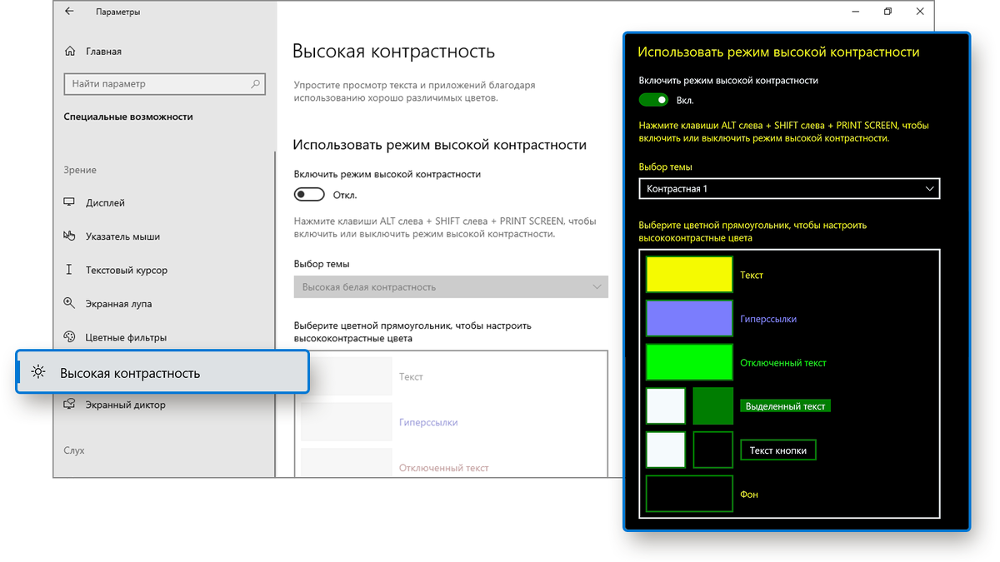 Параметры
Главная
Найти параметр
Специальные возможности
Зрение
Дисплей
Указатель мыши
Текстовый курсор
Экранная лупа
Цветные фильтры
Высокая контрастность
Экранный диктор
Слух
Высокая контрастность
Упростите просмотр текста и приложений благодаря
использованию хорошо различимых цветов.
Использовать режим высокой контрастности
Включить режим высокой контрастности
Откл.
Нажмите клавиши ALT слева + SHIFT слева + PRINT SCREEN, чтобы
включить или выключить режим высокой контрастности.
Выбор темы
Высокая белая контрастность
Выберите цветной прямоугольник, чтобы настроить
высококонтрастные цвета
Текст
Гиперссылки
Отключенный текст
Использовать режим высокой контрастности
Включить режим высокой контрастности
Вкл.
Нажмите клавиши ALT слева + SHIFT слева + PRINT SCREEN, чтобы
включить или выключить режим высокой контрастности.
Выбор темы
Контрастная 1
Выберите цветной прямоугольник, чтобы настроить
высококонтрастные цвета
Текст
Гиперссылки
Отключенный текст
Выделенный текст
Текст кнопки
Фон